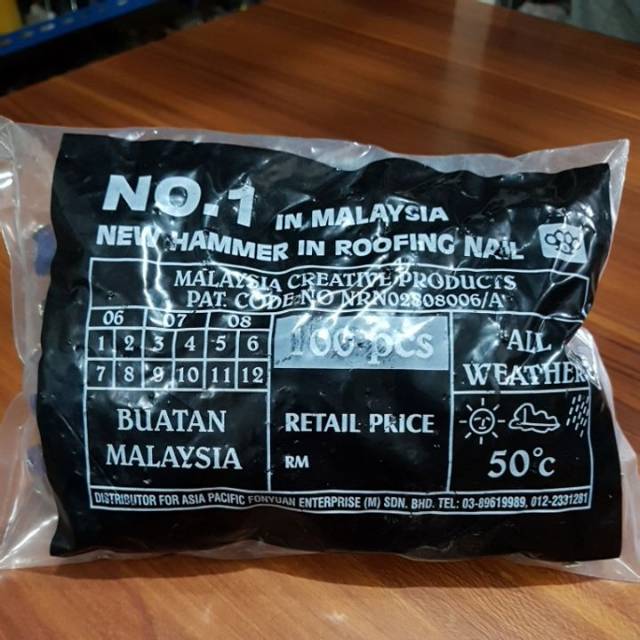 NO.1 IN MALAYSIA
NEW HAMMER IN ROOFING NAIL
MALAYSIA CREATIVE PRODUCTS
PAT. CODE NO NRN02808006/A
06 07 08
1 2 3 4 5 6
7 8 9 10 11 12
100 pcs
ALL
WEATHER
BUATAN
MALAYSIA
RETAIL PRICE
RM
50°c
DISTRIBUTOR FOR ASIA PACIFIC FONYUAN ENTERPRISE (M) SDN. BHD. TEL: 03-89619989, 012-2331281